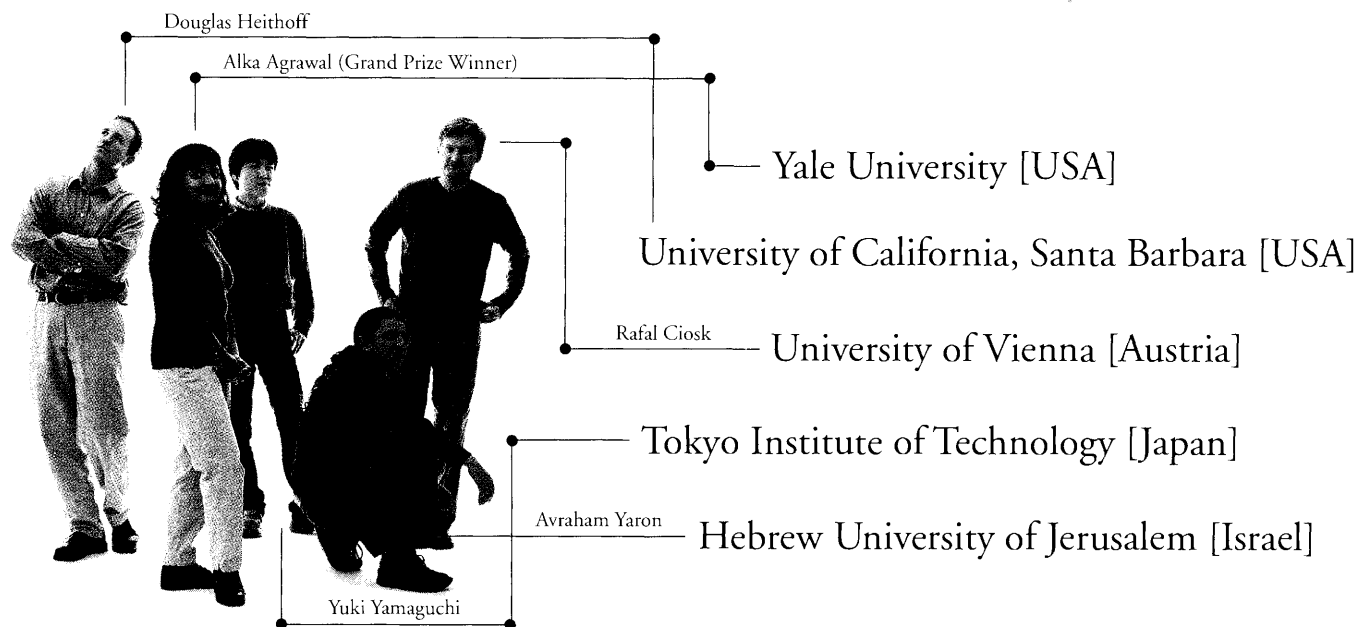 Douglas Heithoff
Alka Agrawal (Grand Prize Winner)
Yale University [USA]
University of California, Santa Barbara [USA]
Rafal Ciosk
University of Vienna [Austria]
Tokyo Institute of Technology [Japan]
Avraham Yaron
Hebrew University of Jerusalem [Israel]
Yuki Yamaguchi